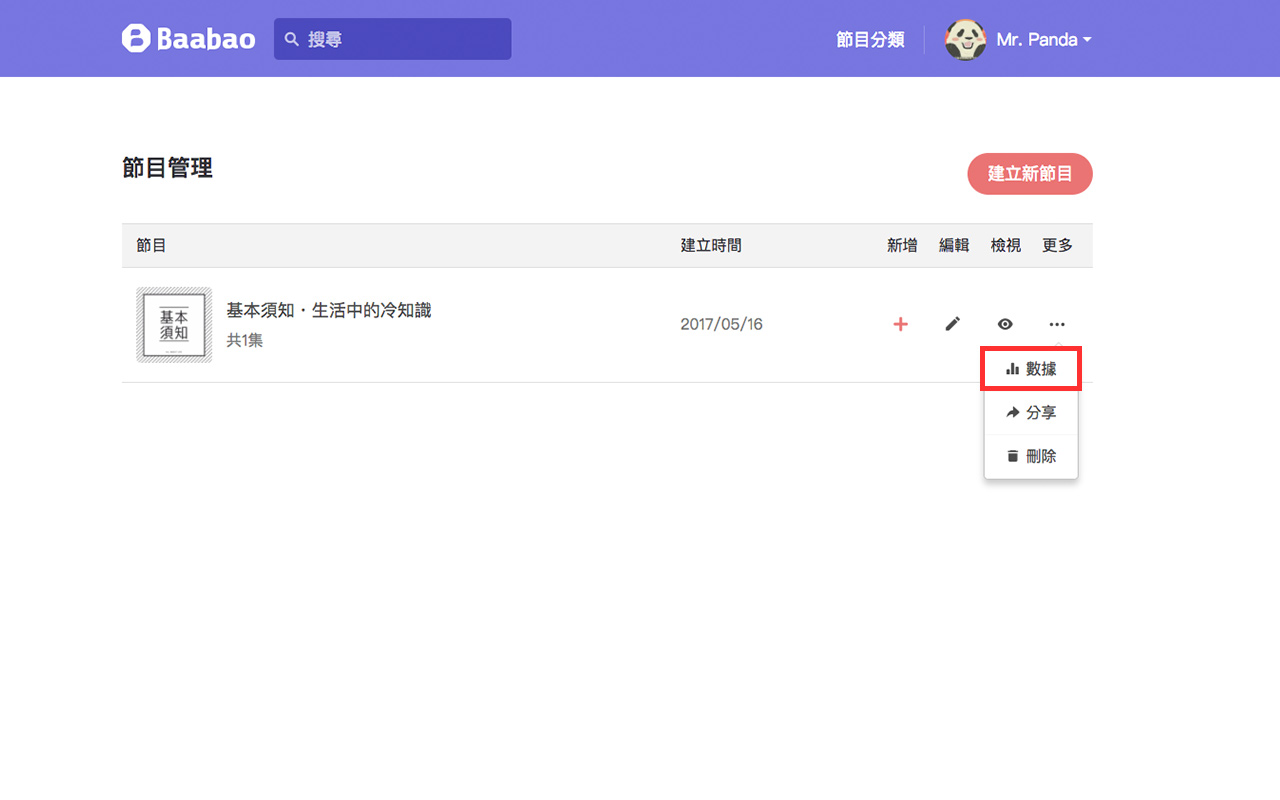 Baabao
搜尋
節目分類
Mr. Panda
節目管理
建立新節目
節目 建立時間 新增 編輯 檢視 更多
基本
須知
基本須知・生活中的冷知識
共1集
2017/05/16
數據
分享
刪除